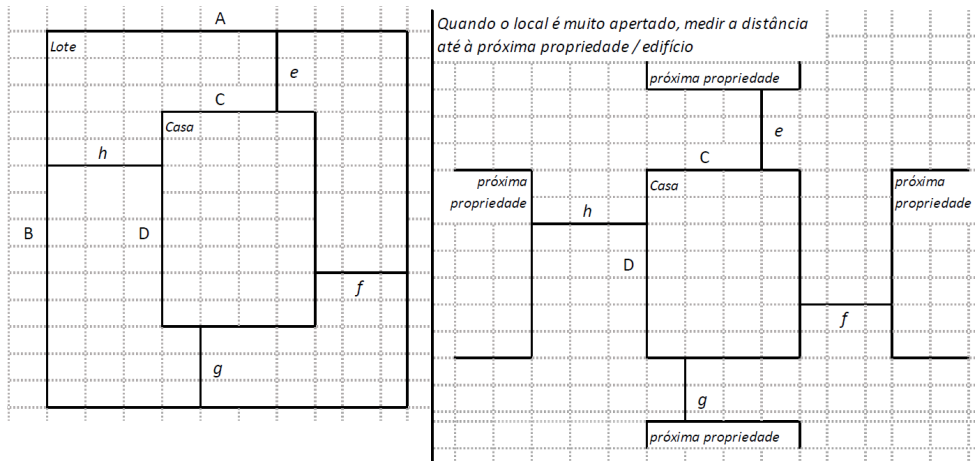 A
Lote
e
C
Casa
h
B
D
f
g
Quando o local é muito apertado, medir a distância
até à próxima propriedade / edifício
próxima propriedade
e
C
próxima
propriedade
Casa
próxima
propriedade
h
D
f
g
próxima propriedade